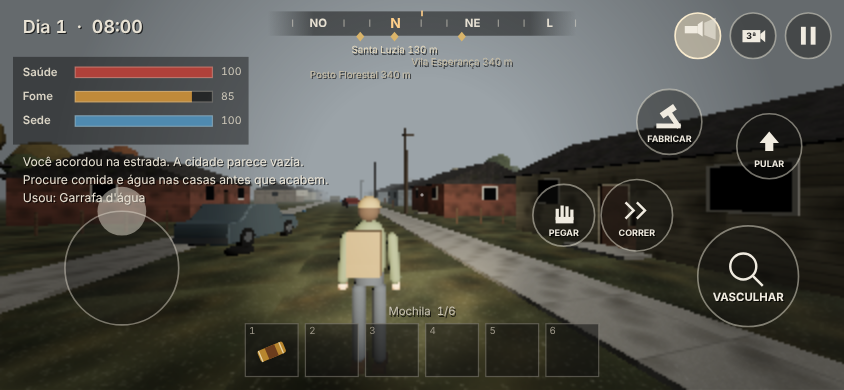 Dia 1 · 08:00
NO N NE L
Santa Luzia 130 m
Vila Esperança 340 m
Posto Florestal 340 m
3ª
Saúde 100
Fome 85
Sede 100
Você acordou na estrada. A cidade parece vazia.
Procure comida e água nas casas antes que acabem.
Usou: Garrafa d'água
FABRICAR
PULAR
PEGAR
CORRER
VASCULHAR
Mochila 1/6
1 2 3 4 5 6